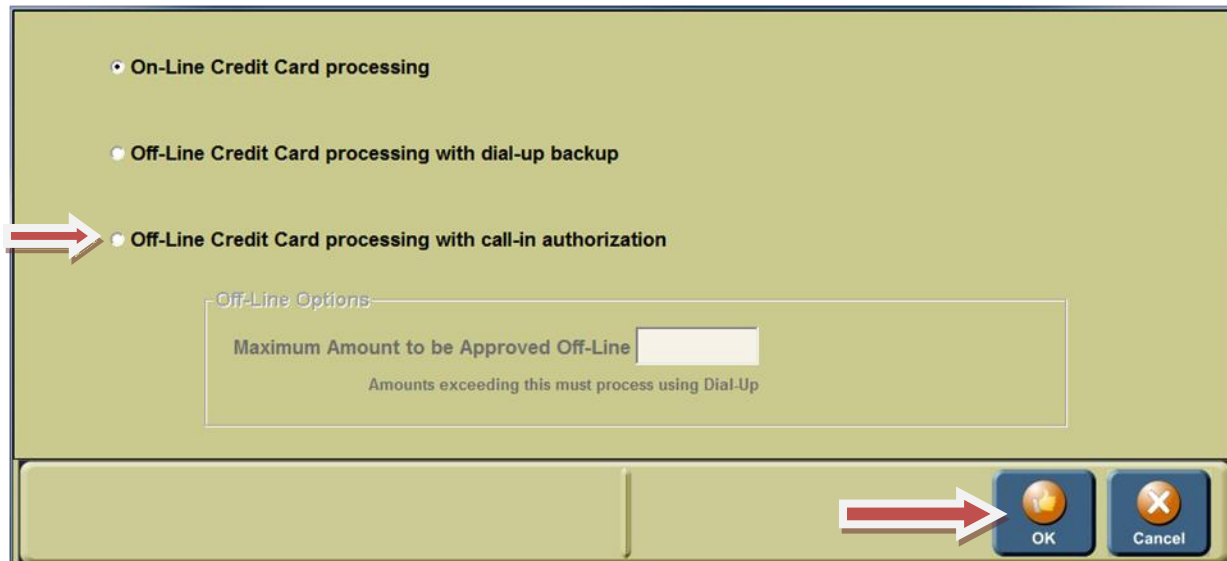 On-Line Credit Card processing
Off-Line Credit Card processing with dial-up backup
Off-Line Credit Card processing with call-in authorization
Off-Line Options
Maximum Amount to be Approved Off-Line
Amounts exceeding this must process using Dial-Up
OK
Cancel